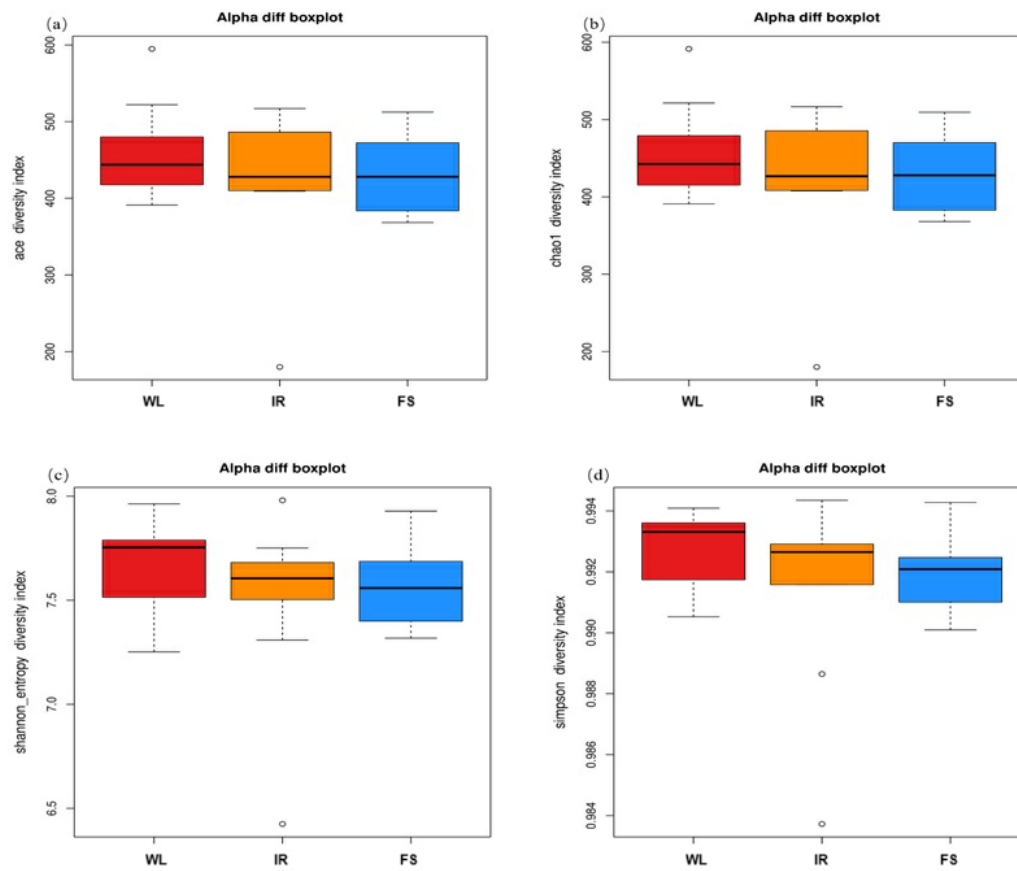 (a)
Alpha diff boxplot
ace diversity index
600
500
400
300
200
WL IR FS
(b)
Alpha diff boxplot
chao1 diversity index
600
500
400
300
200
WL IR FS
(c)
Alpha diff boxplot
shannon_entropy diversity index
8.0
7.5
7.0
6.5
WL IR FS
(d)
Alpha diff boxplot
simpson diversity index
0.994
0.992
0.990
0.988
0.986
0.984
WL IR FS